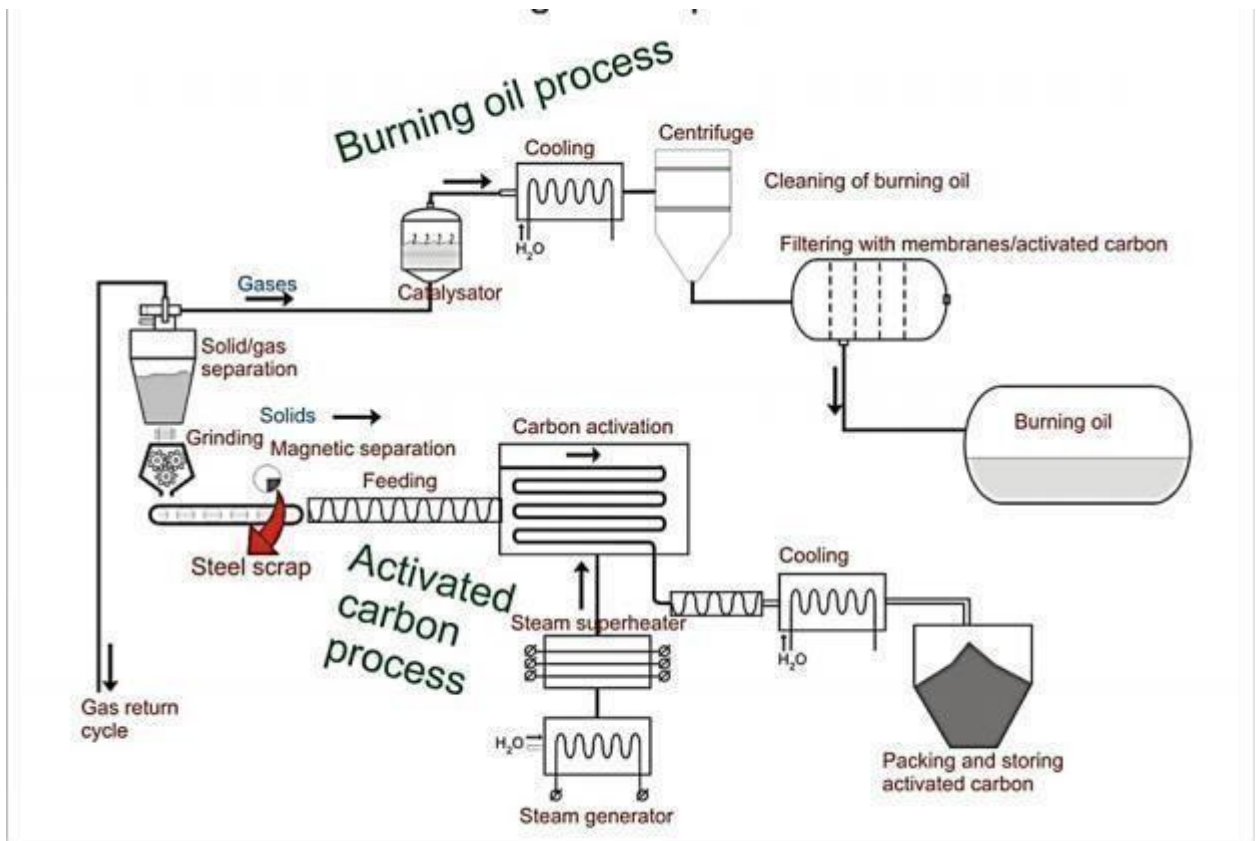 Burning oil process
Centrifuge
Cooling
Cleaning of burning oil
H₂O
Filtering with membranes/activated carbon
Gases
Catalysator
Solid/gas
separation
Solids
Grinding
Magnetic separation
Carbon activation
Burning oil
Feeding
Steel scrap
Activated
carbon
process
Cooling
Steam superheater
H₂O
Gas return
cycle
H₂O
Packing and storing
activated carbon
Steam generator